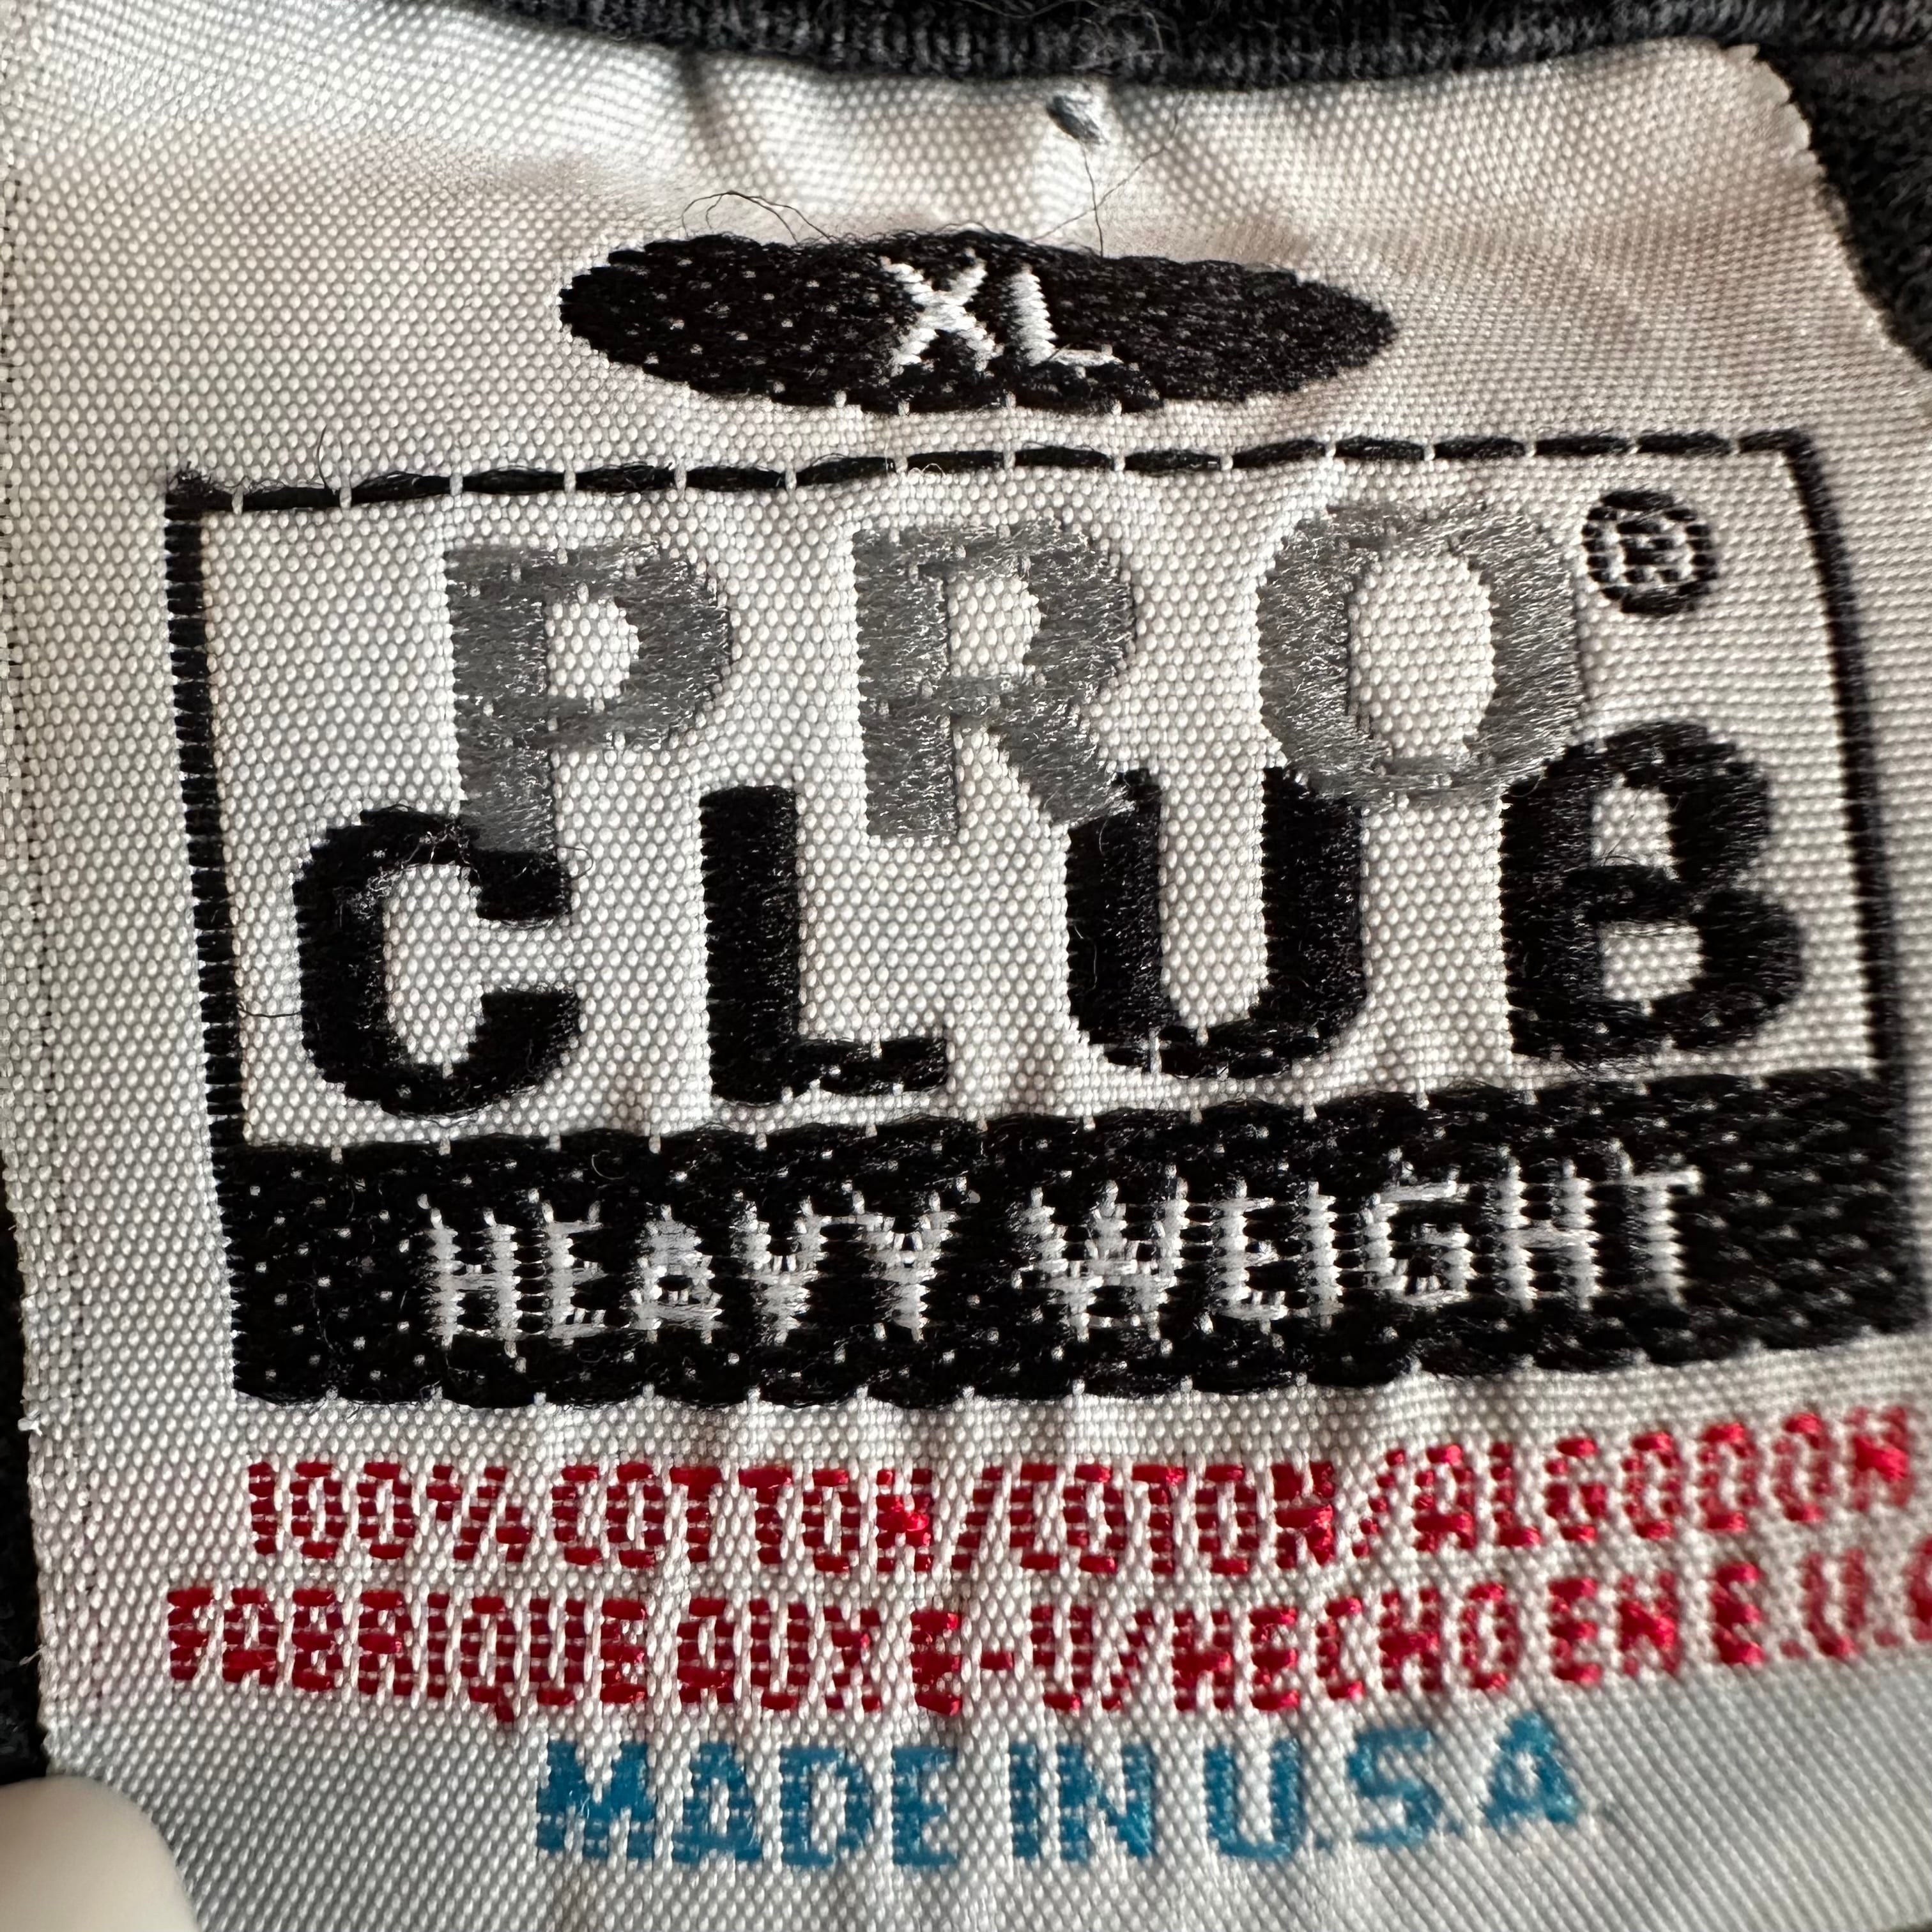 XL
PRO ®
CLUB
HEAVY WEIGHT
100% COTTON/COTON/ALGODON
FABRIQUE AUX E-U/HECHO EN E.U.
MADE IN U.S.A